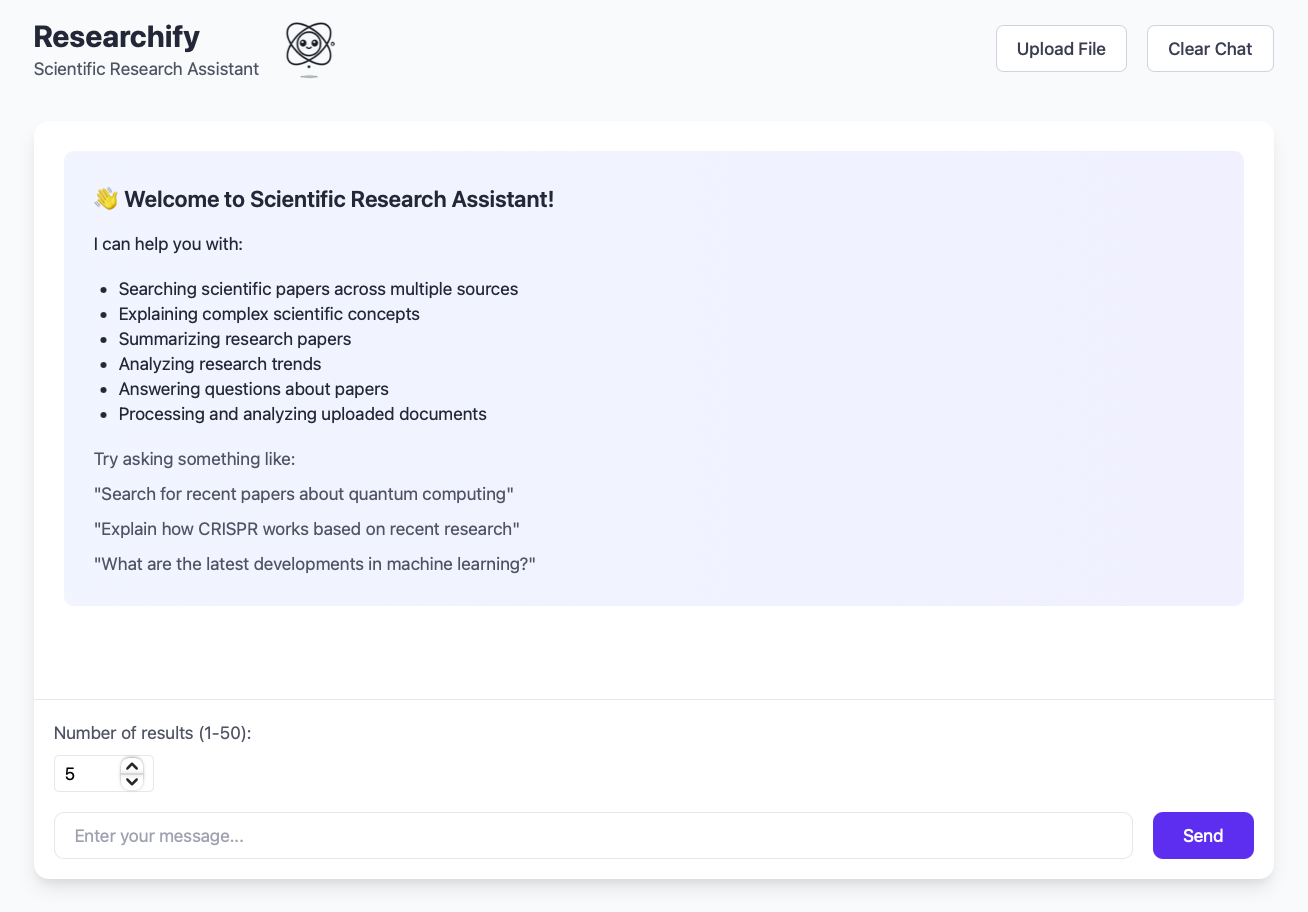 Researchify
Scientific Research Assistant
Upload File
Clear Chat
👋 Welcome to Scientific Research Assistant!
I can help you with:
• Searching scientific papers across multiple sources
• Explaining complex scientific concepts
• Summarizing research papers
• Analyzing research trends
• Answering questions about papers
• Processing and analyzing uploaded documents
Try asking something like:
"Search for recent papers about quantum computing"
"Explain how CRISPR works based on recent research"
"What are the latest developments in machine learning?"
Number of results (1-50):
5
Enter your message...
Send